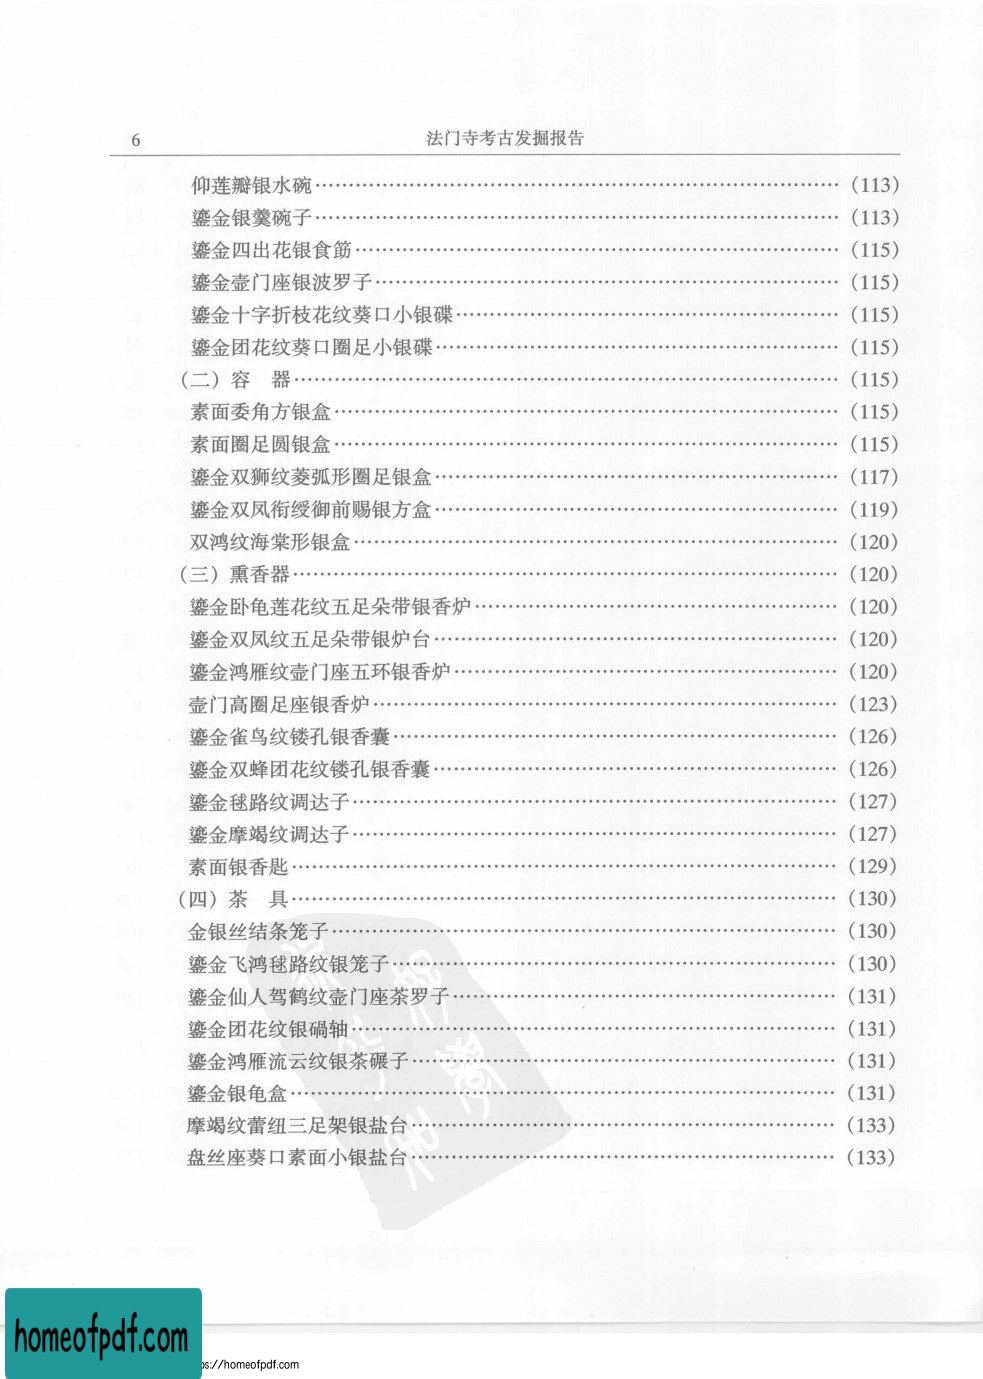 6 法门寺考古发掘报告
仰莲瓣银水碗……(113)
鎏金银羹碗子……(113)
鎏金四出花银食筋……(115)
鎏金壸门座银波罗子……(115)
鎏金十字折枝花纹葵口小银碟……(115)
鎏金团花纹葵口圈足小银碟……(115)
(二) 容 器……(115)
素面委角方银盒……(115)
素面圈足圆银盒……(115)
鎏金双狮纹菱弧形圈足银盒……(117)
鎏金双凤衔绶御前赐银方盒……(119)
双鸿纹海棠形银盒……(120)
(三) 熏香器……(120)
鎏金卧龟莲花纹五足朵带银香炉……(120)
鎏金双凤纹五足朵带银炉台……(120)
鎏金鸿雁纹壸门座五环银香炉……(120)
壸门高圈足座银香炉……(123)
鎏金雀鸟纹镂孔银香囊……(126)
鎏金双蜂团花纹镂孔银香囊……(126)
鎏金毬路纹调达子……(127)
鎏金摩竭纹调达子……(127)
素面银香匙……(129)
(四) 茶 具……(130)
金银丝结条笼子……(130)
鎏金飞鸿毬路纹银笼子……(130)
鎏金仙人驾鹤纹壸门座茶罗子……(131)
鎏金团花纹银碢轴……(131)
鎏金鸿雁流云纹银茶碾子……(131)
鎏金银龟盒……(131)
摩竭纹蕾纽三足架银盐台……(133)
盘丝座葵口素面小银盐台……(133)
homeofpdf.com
ps://homeofpdf.com